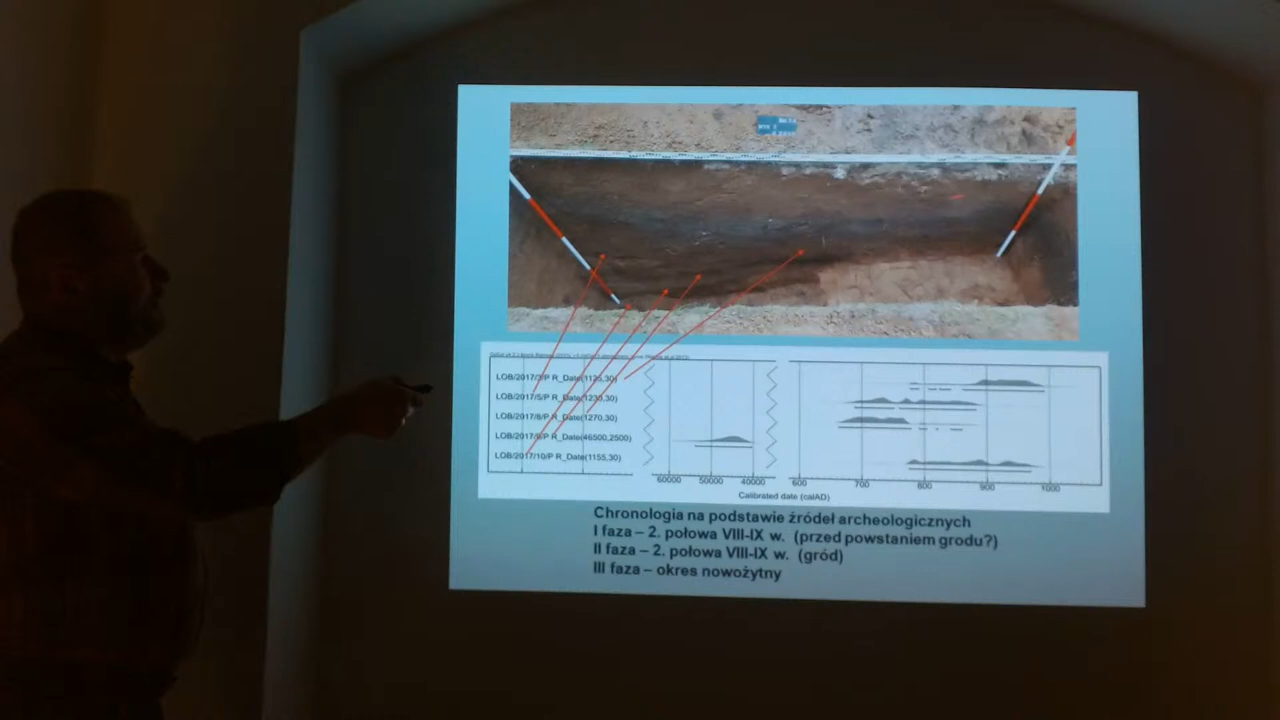 LOB/2017/3/P R_Date(1125,30)
LOB/2017/5/P R_Date(1230,30)
LOB/2017/8/P R_Date(1270,30)
LOB/2017/9/P R_Date(46500,2500)
LOB/2017/10/P R_Date(1155,30)
60000 50000 40000 600 700 800 900 1000
Calibrated date (calAD)
Chronologia na podstawie źródeł archeologicznych
I faza – 2. połowa VIII-IX w. (przed powstaniem grodu?)
II faza – 2. połowa VIII-IX w. (gród)
III faza – okres nowożytny